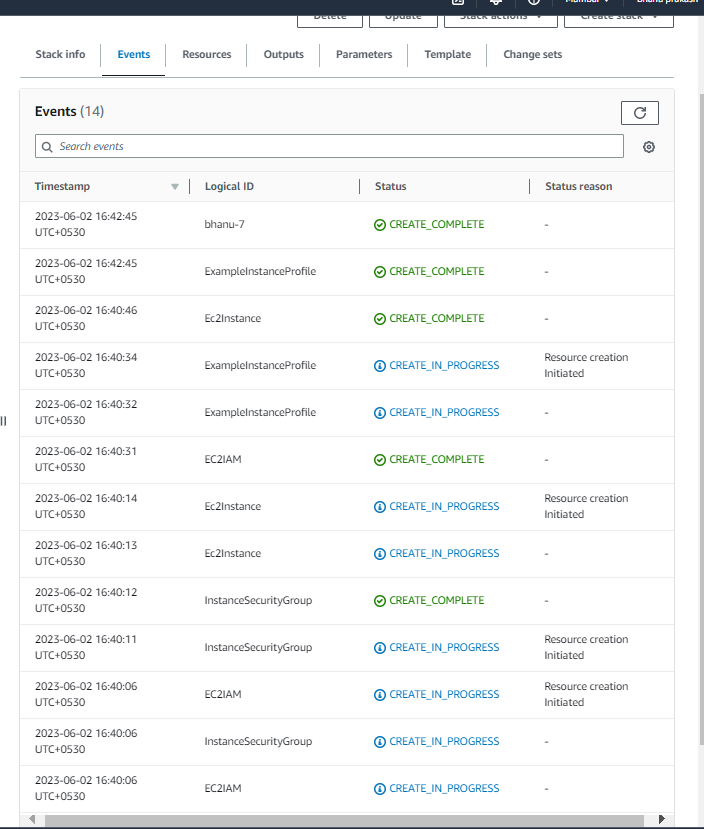 Mumbai
bhanu prakash
Delete
Update
Stack actions
Create stack
Stack info
Events
Resources
Outputs
Parameters
Template
Change sets
Events (14)
Search events
Timestamp
Logical ID
Status
Status reason
2023-06-02 16:42:45
UTC+0530
bhanu-7
CREATE_COMPLETE
-
2023-06-02 16:42:45
UTC+0530
ExampleInstanceProfile
CREATE_COMPLETE
-
2023-06-02 16:40:46
UTC+0530
Ec2Instance
CREATE_COMPLETE
-
2023-06-02 16:40:34
UTC+0530
ExampleInstanceProfile
CREATE_IN_PROGRESS
Resource creation
Initiated
2023-06-02 16:40:32
UTC+0530
ExampleInstanceProfile
CREATE_IN_PROGRESS
-
2023-06-02 16:40:31
UTC+0530
EC2IAM
CREATE_COMPLETE
-
2023-06-02 16:40:14
UTC+0530
Ec2Instance
CREATE_IN_PROGRESS
Resource creation
Initiated
2023-06-02 16:40:13
UTC+0530
Ec2Instance
CREATE_IN_PROGRESS
-
2023-06-02 16:40:12
UTC+0530
InstanceSecurityGroup
CREATE_COMPLETE
-
2023-06-02 16:40:11
UTC+0530
InstanceSecurityGroup
CREATE_IN_PROGRESS
Resource creation
Initiated
2023-06-02 16:40:06
UTC+0530
EC2IAM
CREATE_IN_PROGRESS
Resource creation
Initiated
2023-06-02 16:40:06
UTC+0530
InstanceSecurityGroup
CREATE_IN_PROGRESS
-
2023-06-02 16:40:06
UTC+0530
EC2IAM
CREATE_IN_PROGRESS
-